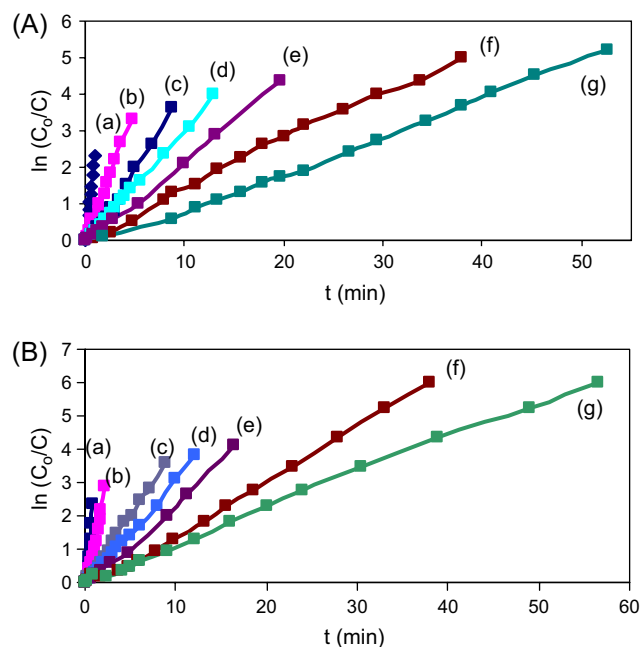 (A)
6
5
4
3
2
1
0
ln (Co/C)
(a)
(b)
(c)
(d)
(e)
(f)
(g)
0 10 20 30 40 50
t (min)
(B)
7
6
5
4
3
2
1
0
ln (Co/C)
(a)
(b)
(c)
(d)
(e)
(f)
(g)
0 10 20 30 40 50 60
t (min)